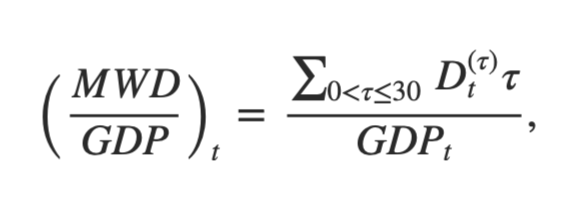 (MWD/GDP)_t = ∑_{0<τ≤30} D_t^{(τ)} τ / GDP_t,